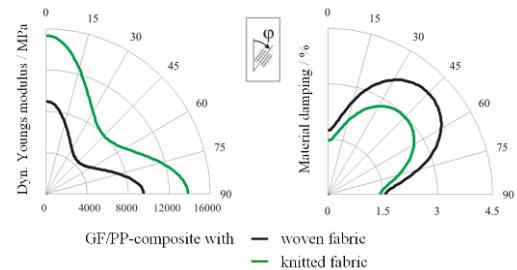 0
15
30
45
60
75
90
Dyn. Youngs modulus / MPa
0 4000 8000 12000 16000
φ
0
15
30
45
60
75
90
Material damping / %
0 1.5 3 4.5
GF/PP-composite with woven fabric
knitted fabric